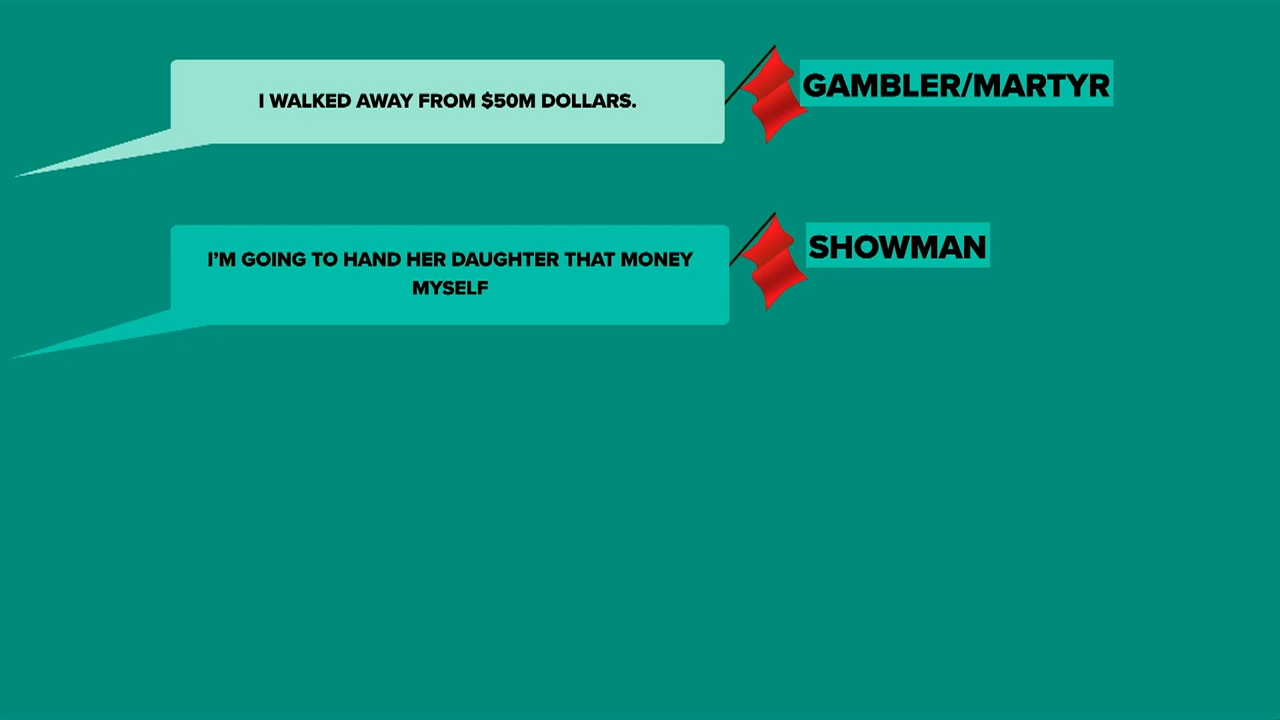 I WALKED AWAY FROM $50M DOLLARS.
GAMBLER/MARTYR
I’M GOING TO HAND HER DAUGHTER THAT MONEY
MYSELF
SHOWMAN